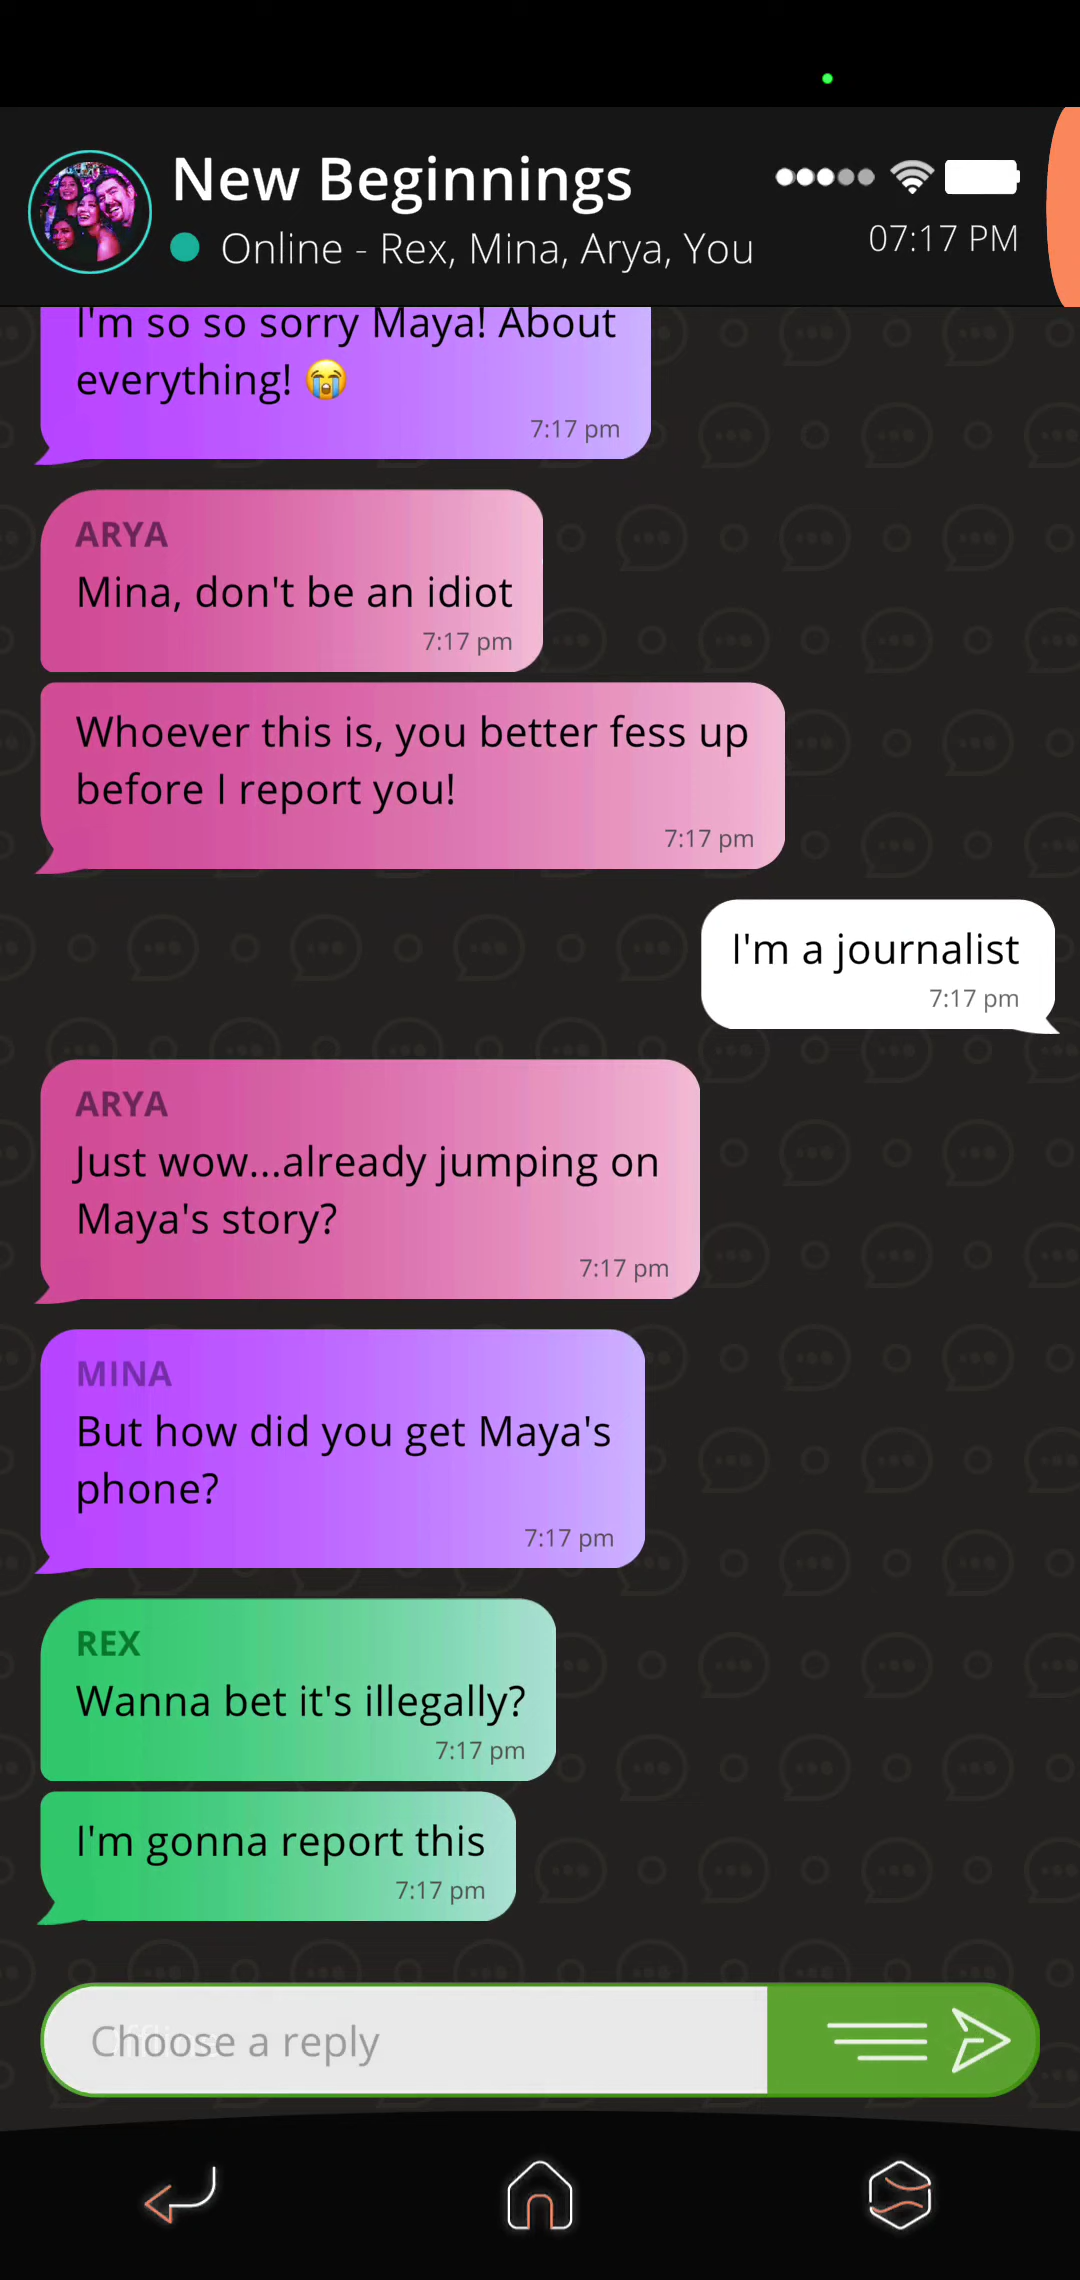 New Beginnings
Online - Rex, Mina, Arya, You
07:17 PM
I'm so so sorry Maya! About
everything! 😭
7:17 pm
ARYA
Mina, don't be an idiot
7:17 pm
Whoever this is, you better fess up
before I report you!
7:17 pm
I'm a journalist
7:17 pm
ARYA
Just wow...already jumping on
Maya's story?
7:17 pm
MINA
But how did you get Maya's
phone?
7:17 pm
REX
Wanna bet it's illegally?
7:17 pm
I'm gonna report this
7:17 pm
Choose a reply